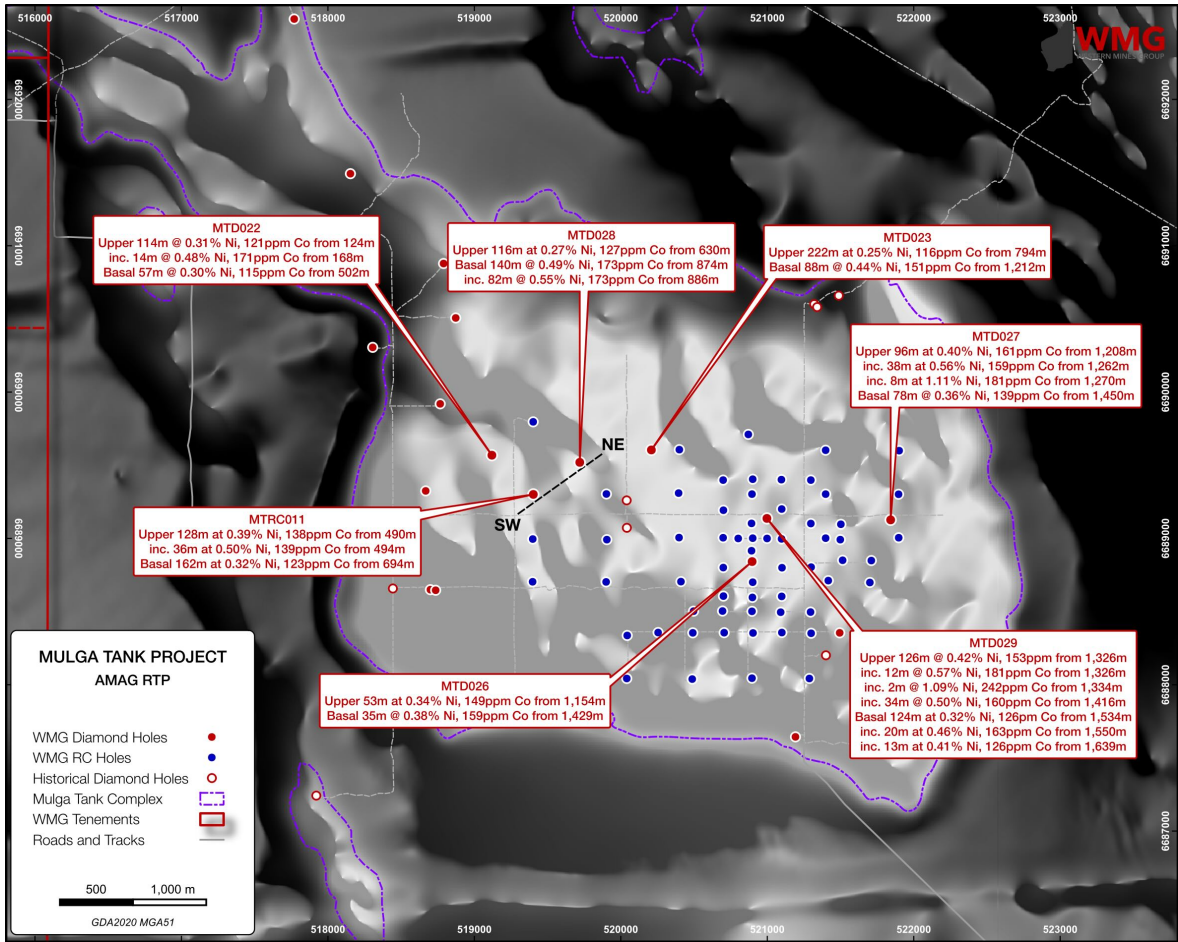 516000
517000
518000
519000
520000
521000
522000
523000
WMG
WESTERN MINES GROUP
6692000
6692000
6691000
6691000
6690000
6690000
6689000
6689000
6688000
6687000
MTD022
Upper 114m @ 0.31% Ni, 121ppm Co from 124m
inc. 14m @ 0.48% Ni, 171ppm Co from 168m
Basal 57m @ 0.30% Ni, 115ppm Co from 502m
MTD028
Upper 116m at 0.27% Ni, 127ppm Co from 630m
Basal 140m @ 0.49% Ni, 173ppm Co from 874m
inc. 82m @ 0.55% Ni, 173ppm Co from 886m
MTD023
Upper 222m at 0.25% Ni, 116ppm Co from 794m
Basal 88m @ 0.44% Ni, 151ppm Co from 1,212m
MTD027
Upper 96m at 0.40% Ni, 161ppm Co from 1,208m
inc. 38m at 0.56% Ni, 159ppm Co from 1,262m
inc. 8m at 1.11% Ni, 181ppm Co from 1,270m
Basal 78m @ 0.36% Ni, 139ppm Co from 1,450m
NE
SW
MTRC011
Upper 128m at 0.39% Ni, 138ppm Co from 490m
inc. 36m at 0.50% Ni, 139ppm Co from 494m
Basal 162m at 0.32% Ni, 123ppm Co from 694m
MTD026
Upper 53m at 0.34% Ni, 149ppm Co from 1,154m
Basal 35m @ 0.38% Ni, 159ppm Co from 1,429m
MTD029
Upper 126m @ 0.42% Ni, 153ppm from 1,326m
inc. 12m @ 0.57% Ni, 181ppm from 1,326m
inc. 2m @ 1.09% Ni, 242ppm Co from 1,334m
inc. 34m @ 0.50% Ni, 160ppm Co from 1,416m
Basal 124m at 0.32% Ni, 126pm Co from 1,534m
inc. 20m at 0.46% Ni, 163ppm Co from 1,550m
inc. 13m at 0.41% Ni, 126ppm Co from 1,639m
MULGA TANK PROJECT
AMAG RTP
WMG Diamond Holes
WMG RC Holes
Historical Diamond Holes
Mulga Tank Complex
WMG Tenements
Roads and Tracks
500 1,000 m
GDA2020 MGA51
518000
519000
520000
521000
522000
523000